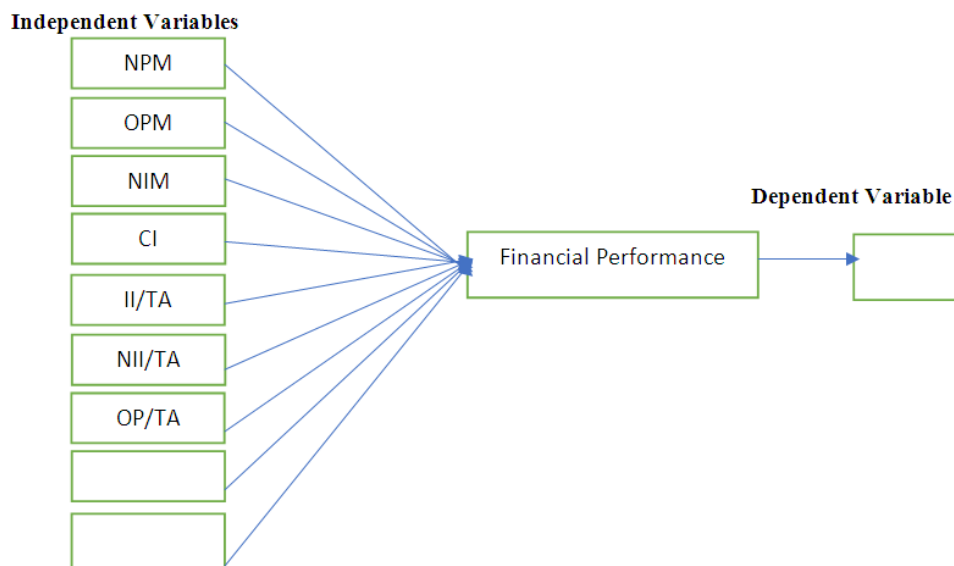 Independent Variables
NPM
OPM
NIM
CI
II/TA
NII/TA
OP/TA
Dependent Variable
Financial Performance